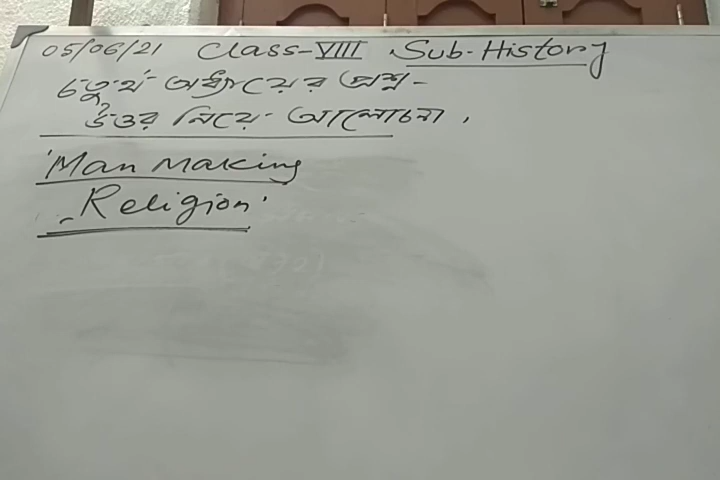 05/06/21 Class-VIII Sub-History
চতুর্থ অধ্যায়ের প্রশ্ন-
উত্তর নিয়ে- আলোচনা,
'Man Making
Religion'